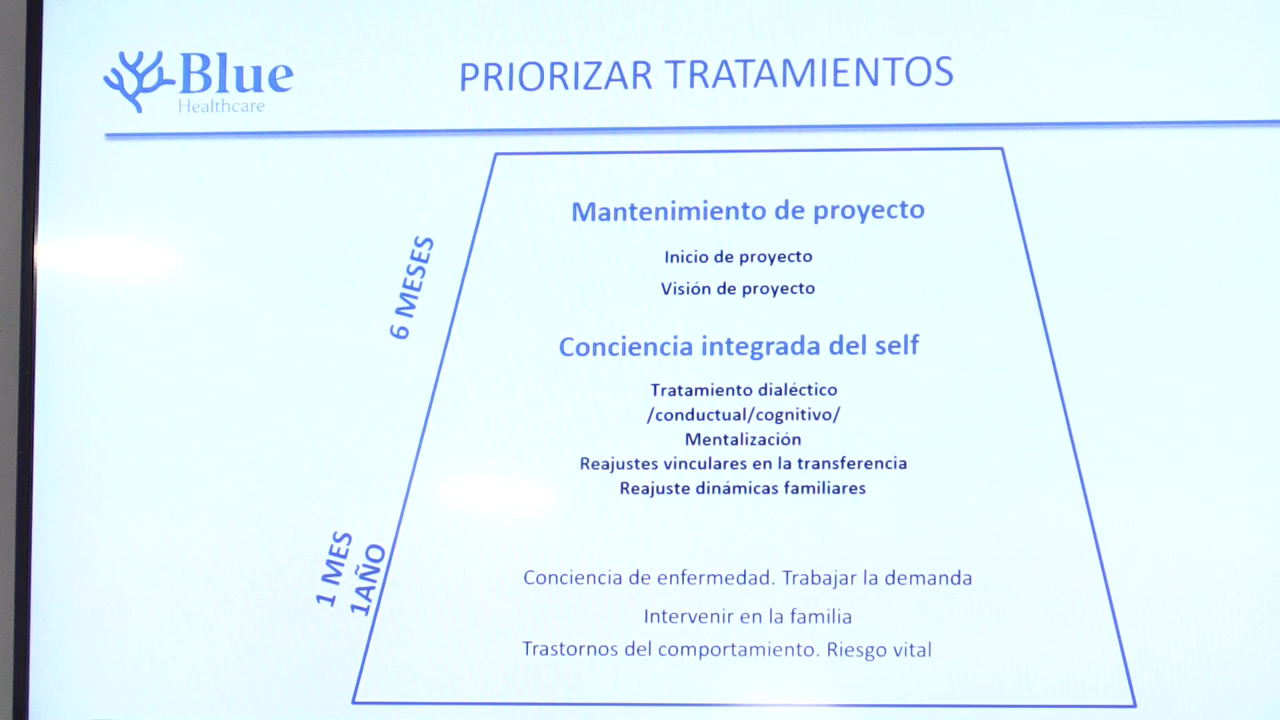 Blue
Healthcare
PRIORIZAR TRATAMIENTOS
Mantenimiento de proyecto
Inicio de proyecto
Visión de proyecto
6 MESES
Conciencia integrada del self
Tratamiento dialéctico
/conductual/cognitivo/
Mentalización
Reajustes vinculares en la transferencia
Reajuste dinámicas familiares
1 MES
1AÑO
Conciencia de enfermedad. Trabajar la demanda
Intervenir en la familia
Trastornos del comportamiento. Riesgo vital